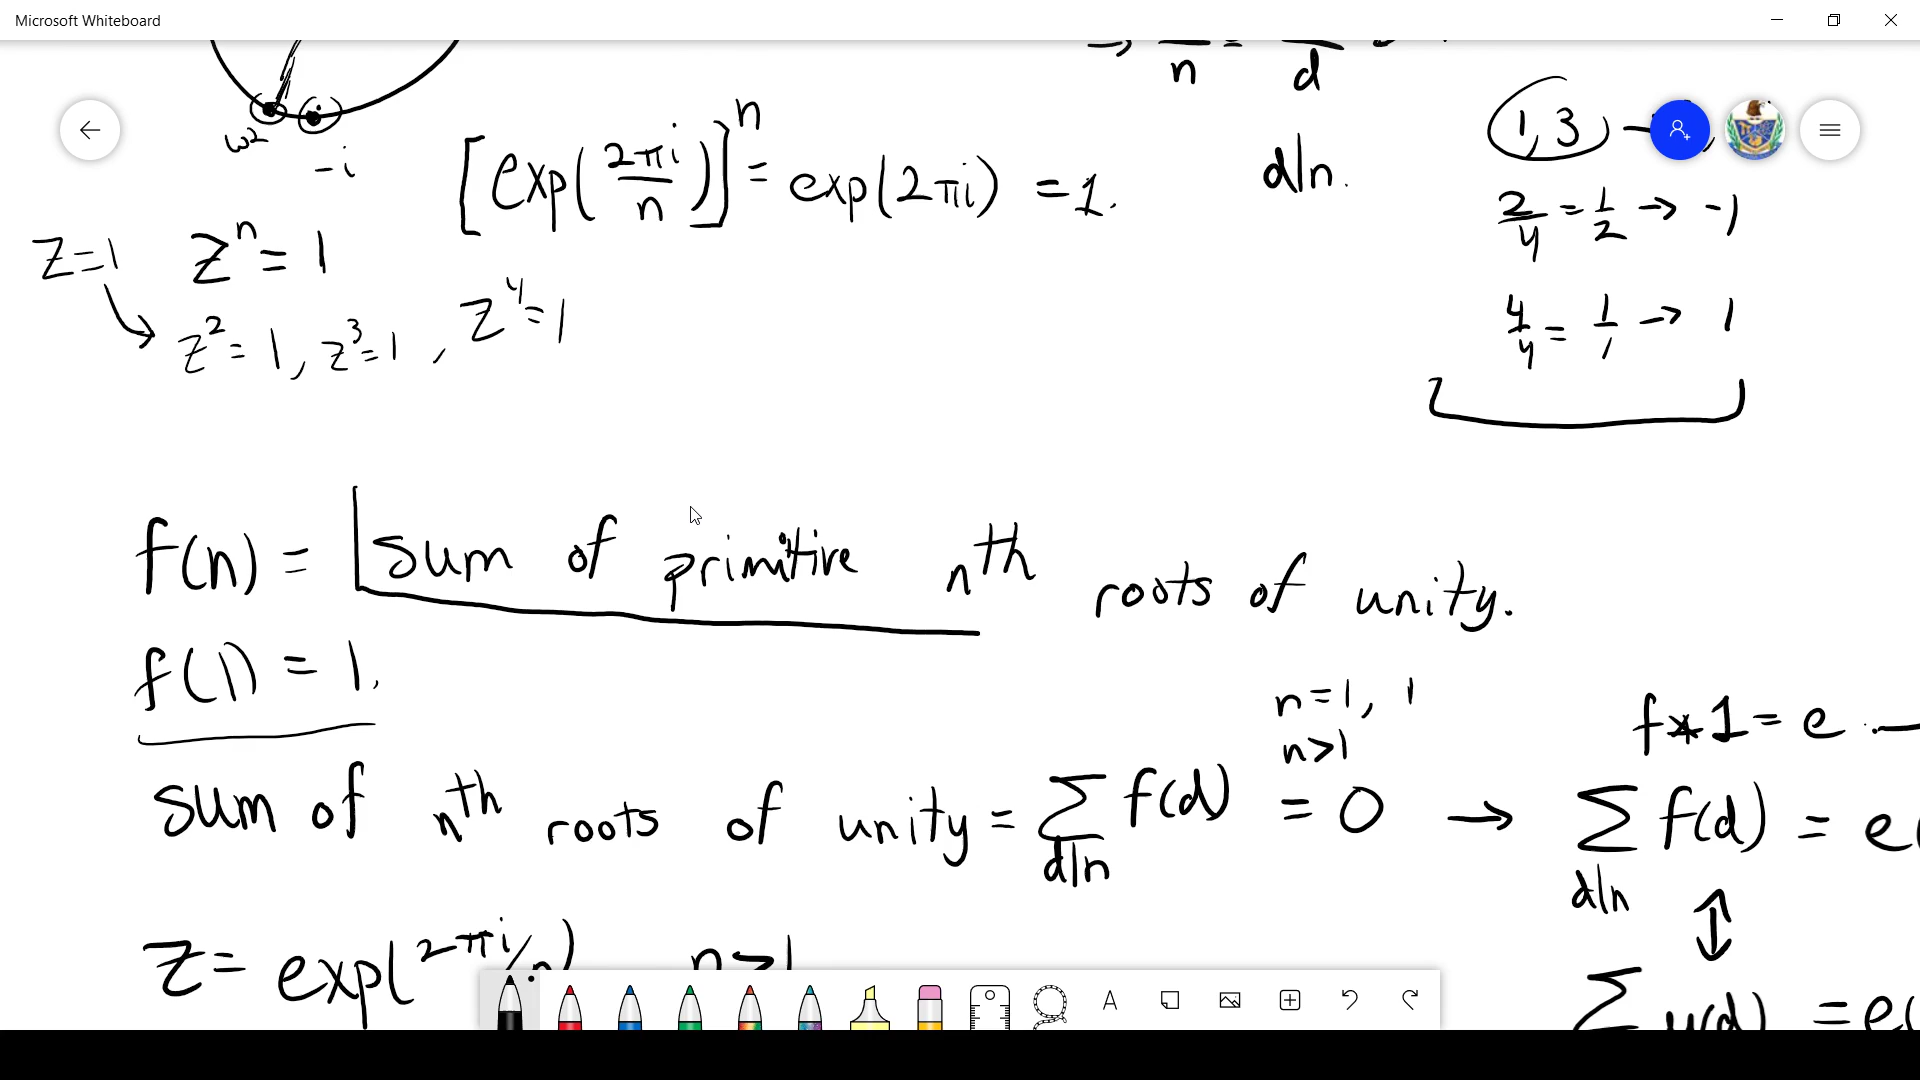 Microsoft Whiteboard
→ /n = /d
ω²
-i
[exp(2πi/n)]ⁿ = exp(2πi) = 1.
d|n.
1, 3 →
2/4 = 1/2 → -1
4/4 = 1/1 → 1
z=1
zⁿ = 1
z² = 1, z³ = 1, z⁴ = 1
f(n) = sum of primitive nth roots of unity.
f(1) = 1.
n=1, 1
n>1
sum of nth roots of unity = ∑ f(d) = 0 →
d|n
f*1 = e
∑ f(d) = e(
d|n
↕
∑ μ(d) = e(
z = exp(2πi/n) n>1
A